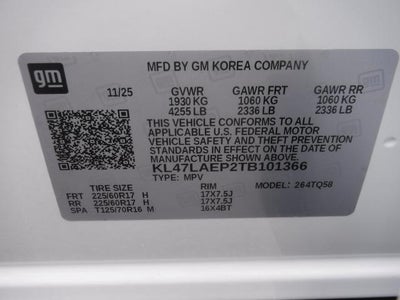 gm
MFD BY GM KOREA COMPANY
11/25 GVWR GAWR FRT GAWR RR
1930 KG 1060 KG 1060 KG
4255 LB 2336 LB 2336 LB
THIS VEHICLE CONFORMS TO ALL
APPLICABLE U.S. FEDERAL MOTOR
VEHICLE SAFETY AND THEFT PREVENTION
STANDARDS IN EFFECT ON THE DATE OF
MANUFACTURE SHOWN ABOVE.
KL47LAEP2TB101366
TYPE: MPV MODEL: 264TQ58
TIRE SIZE RIM
FRT 225/60R17 H 17X7.5J
RR 225/60R17 H 17X7.5J
SPA T125/70R16 M 16X4BT